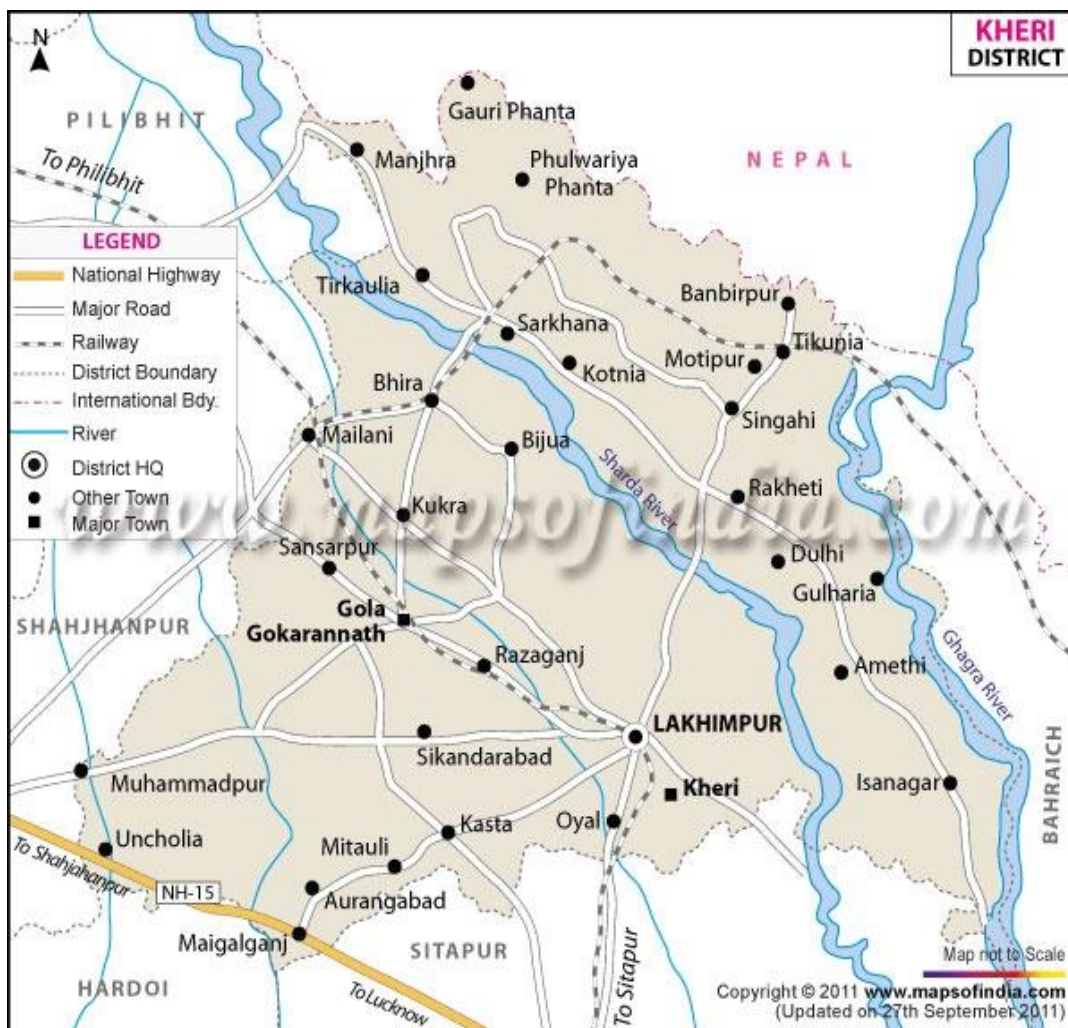 KHERI
DISTRICT
N
Gauri Phanta
PILIBHIT
To Philibhit
Manjhra
Phulwariya
Phanta
NEPAL
LEGEND
National Highway
Major Road
Railway
District Boundary
International Bdy.
River
District HQ
Other Town
Major Town
Tirkaulia
Banbirpur
Sarkhana
Tikunia
Motipur
Kotnia
Bhira
Singahi
Mailani
Bijua
Sharda River
Rakheti
Kukra
www.mapsofindia.com
Sansarpur
Dulhi
Gulharia
Gola
Gokarannath
SHAHJHANPUR
Razaganj
Amethi
Ghagra River
LAKHIMPUR
Sikandarabad
Muhammadpur
Kheri
Isanagar
BAHRAICH
Oyal
Kasta
Uncholia
Mitauli
To Shahjahanpur
NH-15
Aurangabad
Maigalganj
SITAPUR
To Sitapur
HARDOI
To Lucknow
Map not to Scale
Copyright © 2011 www.mapsofindia.com
(Updated on 27th September 2011)